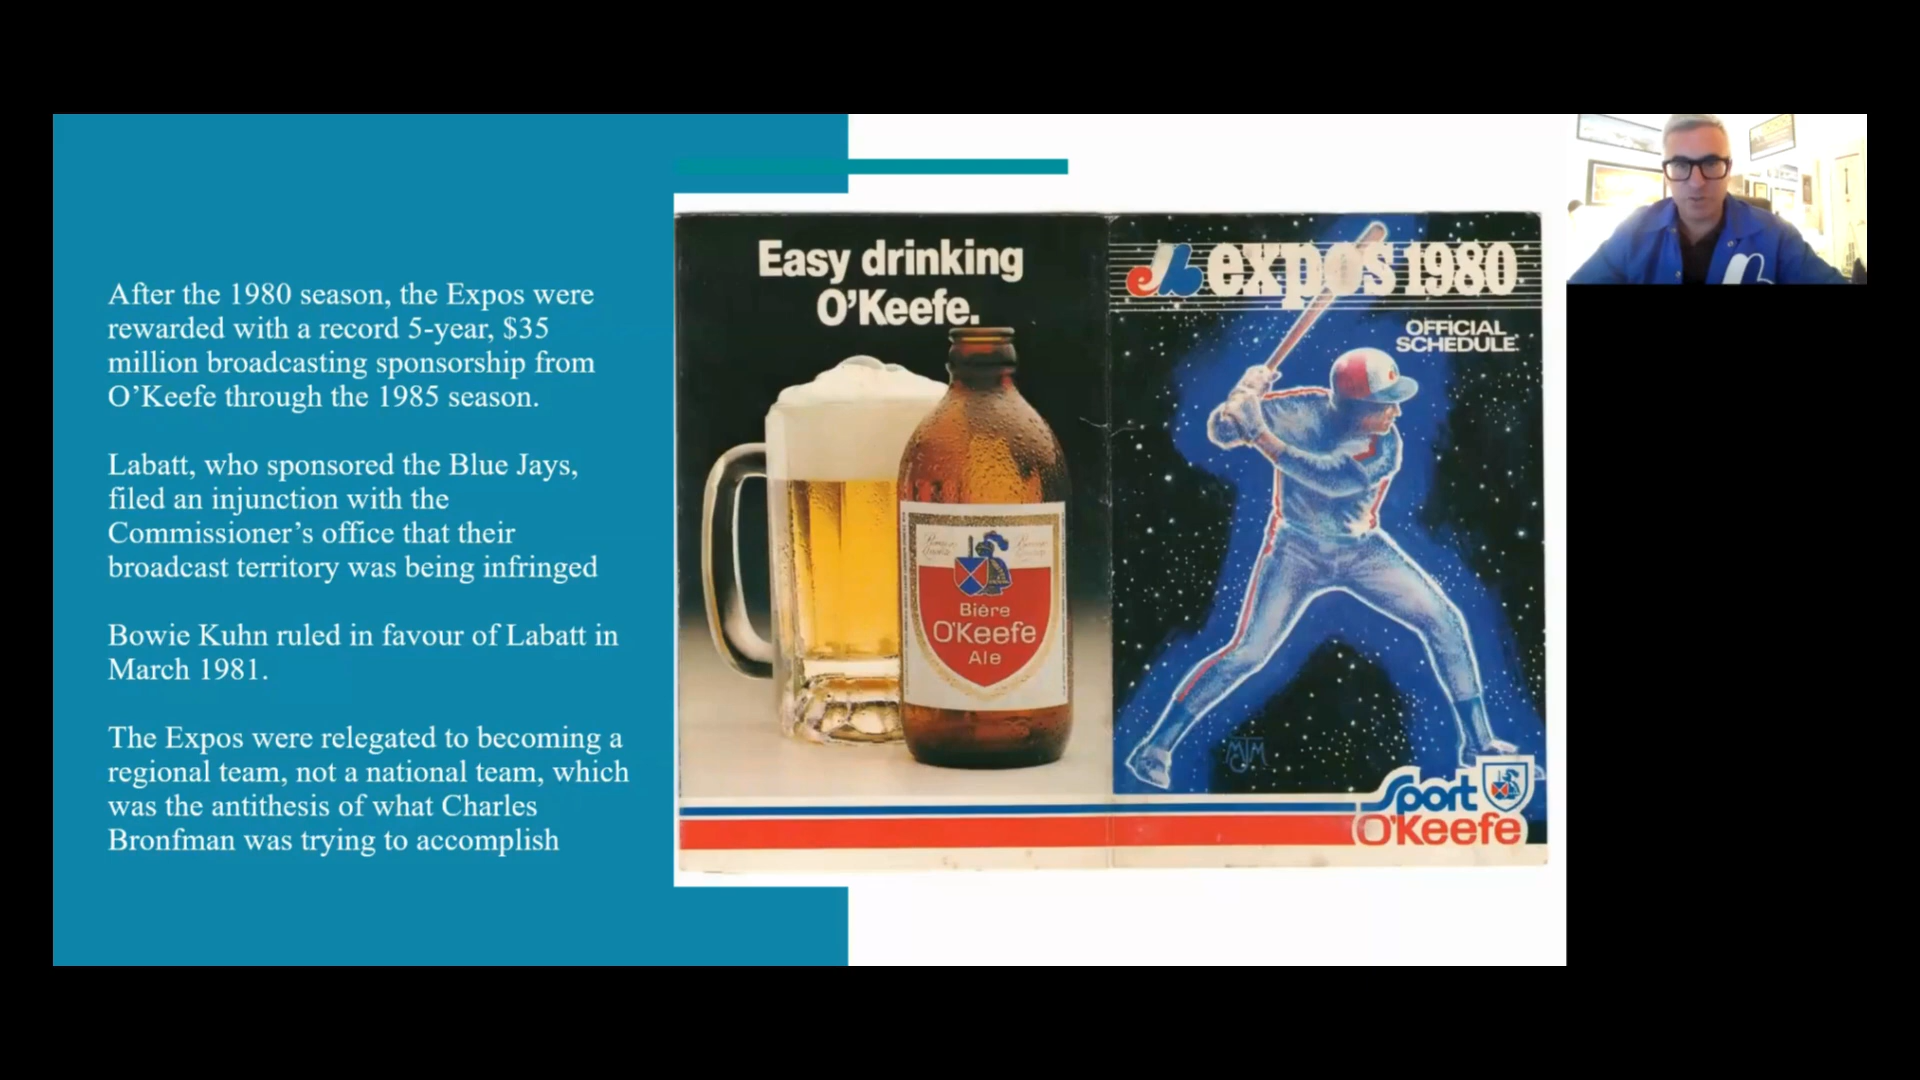 After the 1980 season, the Expos were
rewarded with a record 5-year, $35
million broadcasting sponsorship from
O’Keefe through the 1985 season.
Labatt, who sponsored the Blue Jays,
filed an injunction with the
Commissioner’s office that their
broadcast territory was being infringed
Bowie Kuhn ruled in favour of Labatt in
March 1981.
The Expos were relegated to becoming a
regional team, not a national team, which
was the antithesis of what Charles
Bronfman was trying to accomplish
Easy drinking
O’Keefe.
Bière
O'Keefe
Ale
expos 1980
OFFICIAL
SCHEDULE
MJM
Sport
O'Keefe